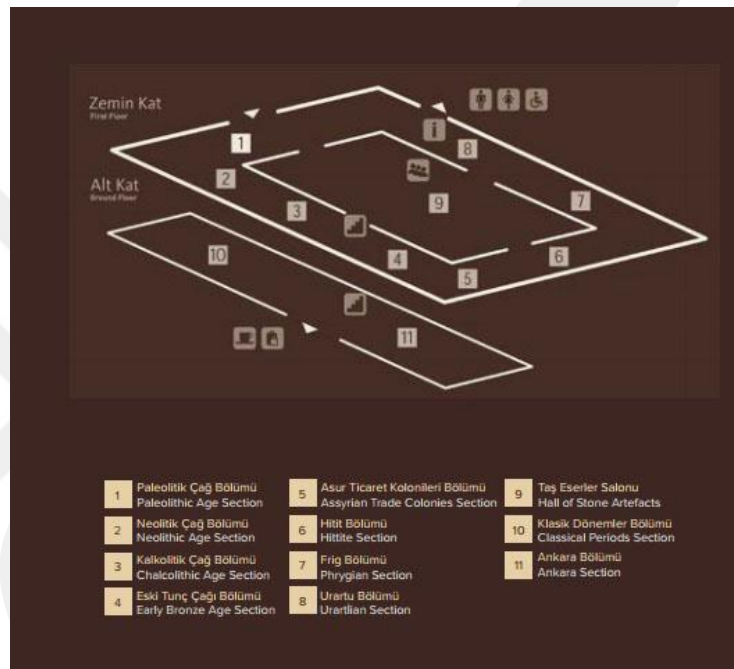 Zemin Kat
First Floor
1
8
2
7
Alt Kat
Ground Floor
9
3
6
4
10
5
11
1 Paleolitik Çağ Bölümü
Paleolithic Age Section
2 Neolitik Çağ Bölümü
Neolithic Age Section
3 Kalkolitik Çağ Bölümü
Chalcolithic Age Section
4 Eski Tunç Çağı Bölümü
Early Bronze Age Section
5 Asur Ticaret Kolonileri Bölümü
Assyrian Trade Colonies Section
6 Hitit Bölümü
Hittite Section
7 Frig Bölümü
Phrygian Section
8 Urartu Bölümü
Urartlian Section
9 Taş Eserler Salonu
Hall of Stone Artefacts
10 Klasik Dönemler Bölümü
Classical Periods Section
11 Ankara Bölümü
Ankara Section